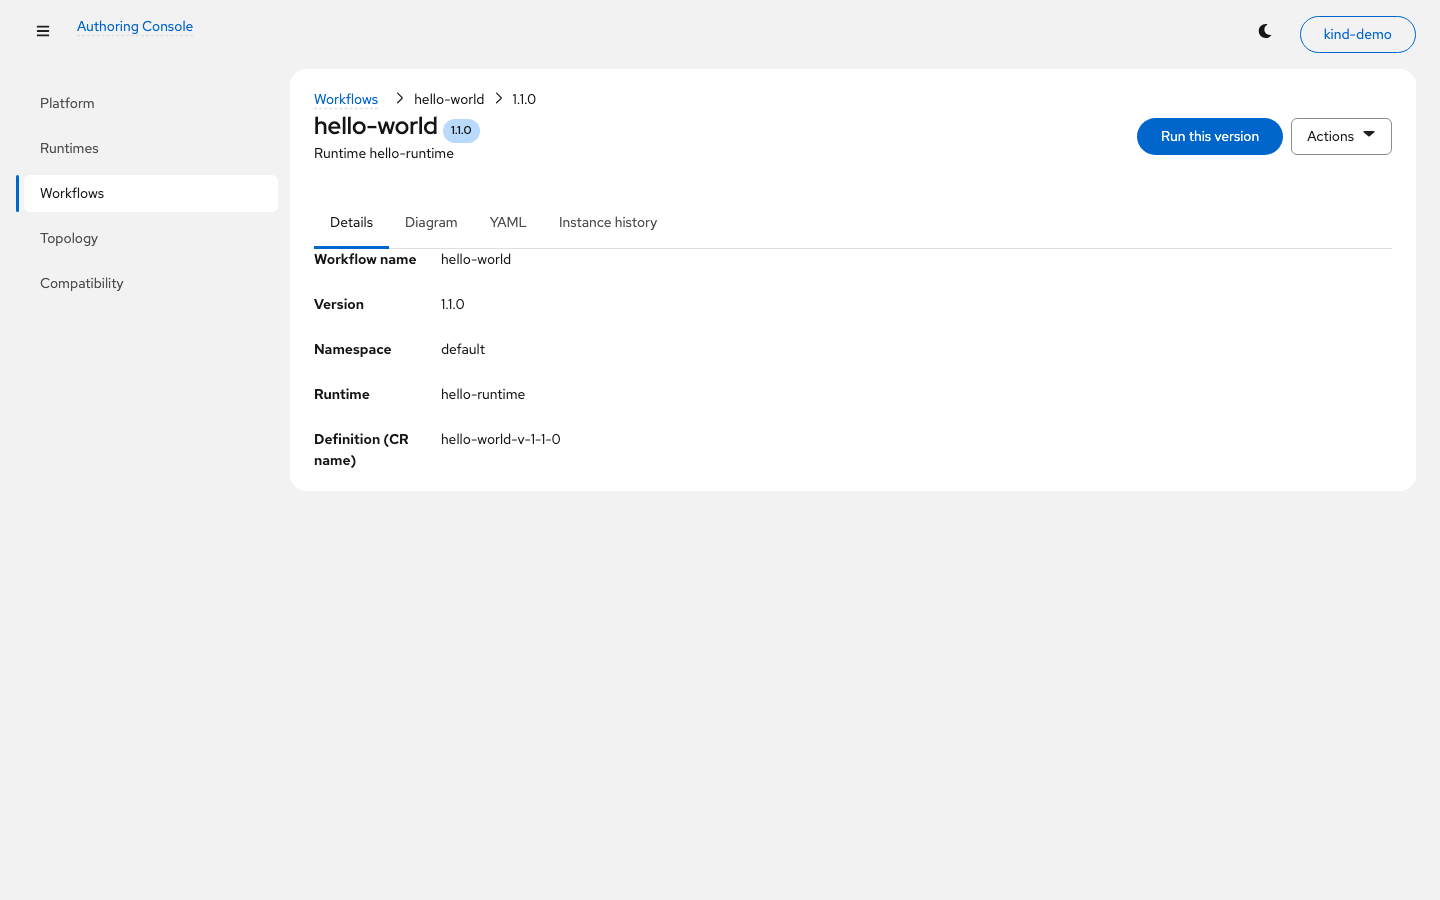 Authoring Console
kind-demo
Platform
Runtimes
Workflows
Topology
Compatibility
Workflows > hello-world > 1.1.0
hello-world 1.1.0
Runtime hello-runtime
Run this version
Actions
Details Diagram YAML Instance history
Workflow name hello-world
Version 1.1.0
Namespace default
Runtime hello-runtime
Definition (CR hello-world-v-1-1-0
name)